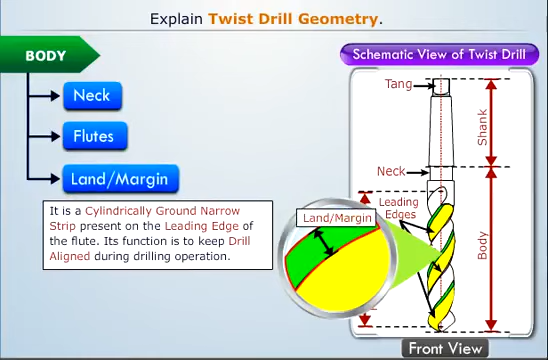 Explain Twist Drill Geometry.
BODY
Neck
Flutes
Land/Margin
It is a Cylindrically Ground Narrow
Strip present on the Leading Edge of
the flute. Its function is to keep Drill
Aligned during drilling operation.
Schematic View of Twist Drill
Tang
Shank
Neck
Leading
Edges
Land/Margin
Body
Front View